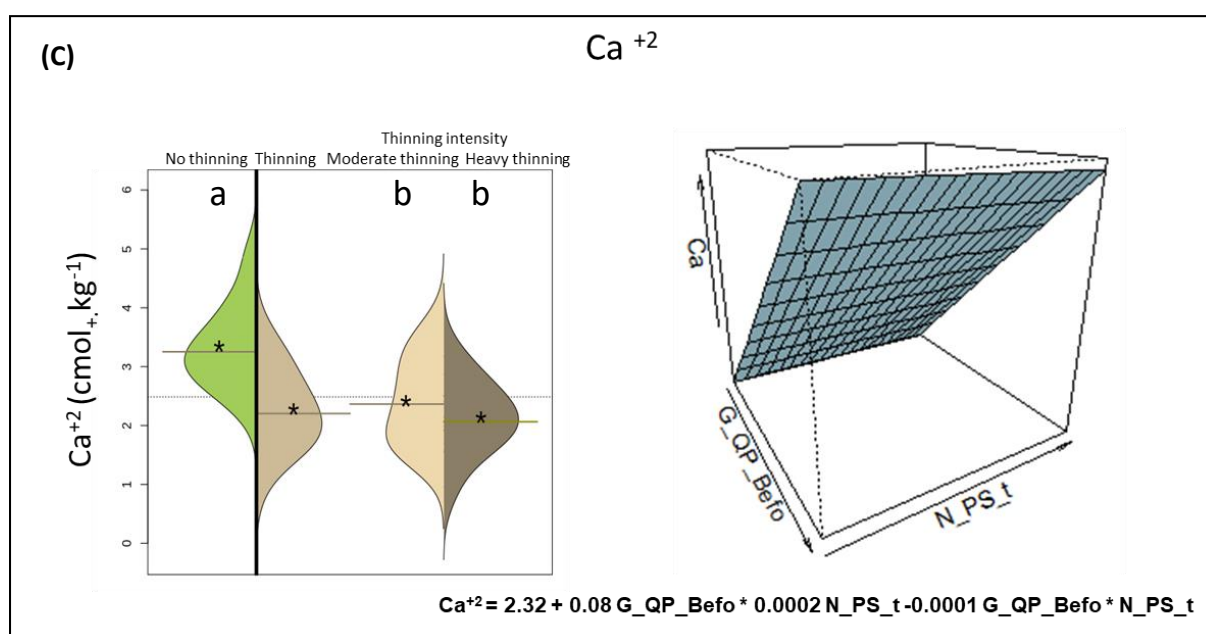 (C)
Ca +2
Thinning intensity
No thinning Thinning Moderate thinning Heavy thinning
a b b
6
5
4
3
2
1
0
Ca+2 (cmol+. kg-1)
* * * *
Ca
G_QP_Befo
N_PS_t
Ca+2 = 2.32 + 0.08 G_QP_Befo * 0.0002 N_PS_t -0.0001 G_QP_Befo * N_PS_t